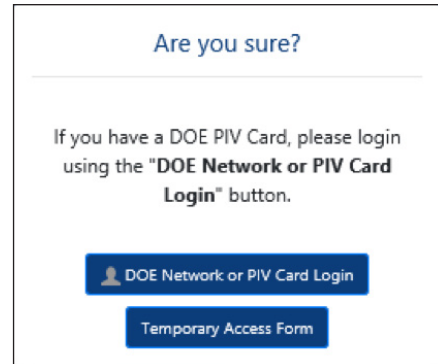 Are you sure?
If you have a DOE PIV Card, please login
using the "DOE Network or PIV Card
Login" button.
DOE Network or PIV Card Login
Temporary Access Form